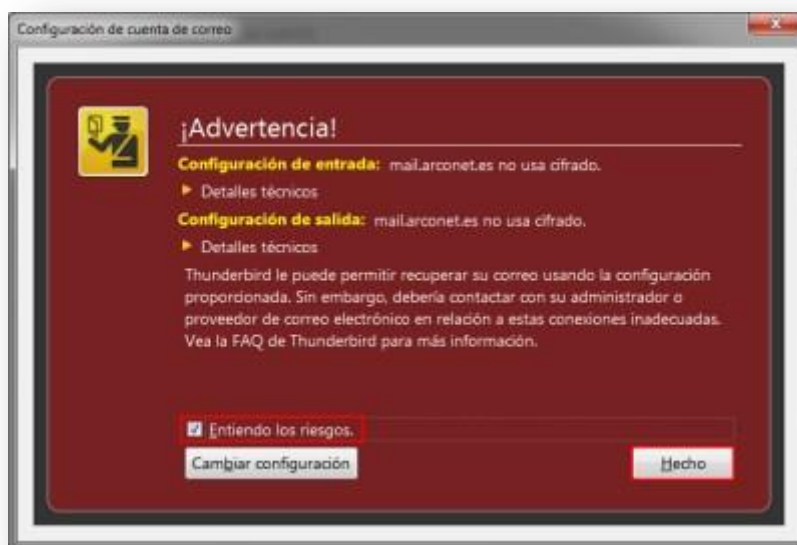 Configuración de cuenta de correo
¡Advertencia!
Configuración de entrada: mail.arconet.es no usa cifrado.
Detalles técnicos
Configuración de salida: mail.arconet.es no usa cifrado.
Detalles técnicos
Thunderbird le puede permitir recuperar su correo usando la configuración
proporcionada. Sin embargo, debería contactar con su administrador o
proveedor de correo electrónico en relación a estas conexiones inadecuadas.
Vea la FAQ de Thunderbird para más información.
Entiendo los riesgos.
Cambiar configuración
Hecho